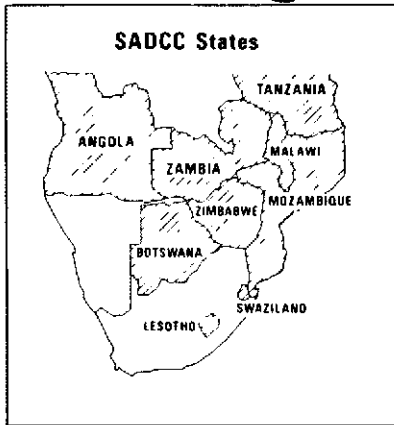 SADCC States
TANZANIA
ANGOLA
MALAWI
ZAMBIA
MOZAMBIQUE
ZIMBABWE
BOTSWANA
SWAZILAND
LESOTHO